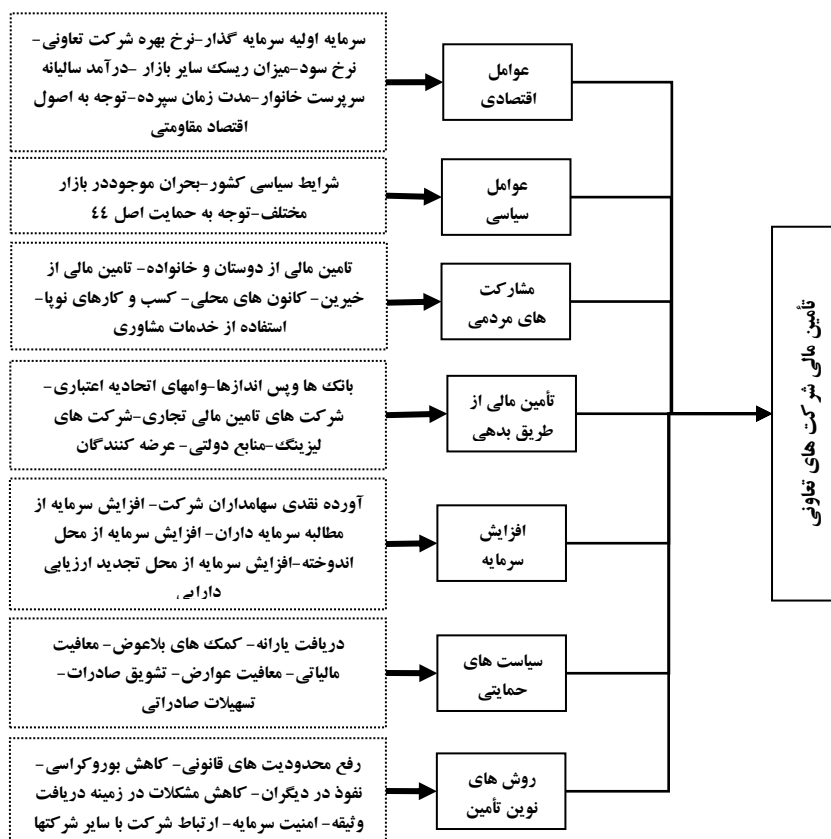 سرمایه اولیه سرمایه گذار-نرخ بهره شرکت تعاونی-
نرخ سود-میزان ریسک سایر بازار -درآمد سالیانه
سرپرست خانوار-مدت زمان سپرده-توجه به اصول
اقتصاد مقاومتی
عوامل
اقتصادی
شرایط سیاسی کشور-بحران موجوددر بازار
مختلف-توجه به حمایت اصل ٤٤
عوامل
سیاسی
تامین مالی از دوستان و خانواده- تامین مالی از
خیرین- کانون های محلی- کسب و کارهای نوپا-
استفاده از خدمات مشاوری
مشارکت
های مردمی
بانک ها وپس اندازها-وامهای اتحادیه اعتباری-
شرکت های تامین مالی تجاری-شرکت های
لیزینگ-منابع دولتی- عرضه کنندگان
تأمین مالی از
طریق بدهی
آورده نقدی سهامداران شرکت- افزایش سرمایه از
مطالبه سرمایه داران- افزایش سرمایه از محل
اندوخته-افزایش سرمایه از محل تجدید ارزیابی
دارایی
افزایش
سرمایه
دریافت یارانه- کمک های بلاعوض- معافیت
مالیاتی- معافیت عوارض- تشویق صادرات-
تسهیلات صادراتی
سیاست های
حمایتی
رفع محدودیت های قانونی- کاهش بوروکراسی-
نفوذ در دیگران- کاهش مشکلات در زمینه دریافت
وثیقه- امنیت سرمایه- ارتباط شرکت با سایر شرکتها
روش های
نوین تأمین
تأمین مالی شرکت های تعاونی